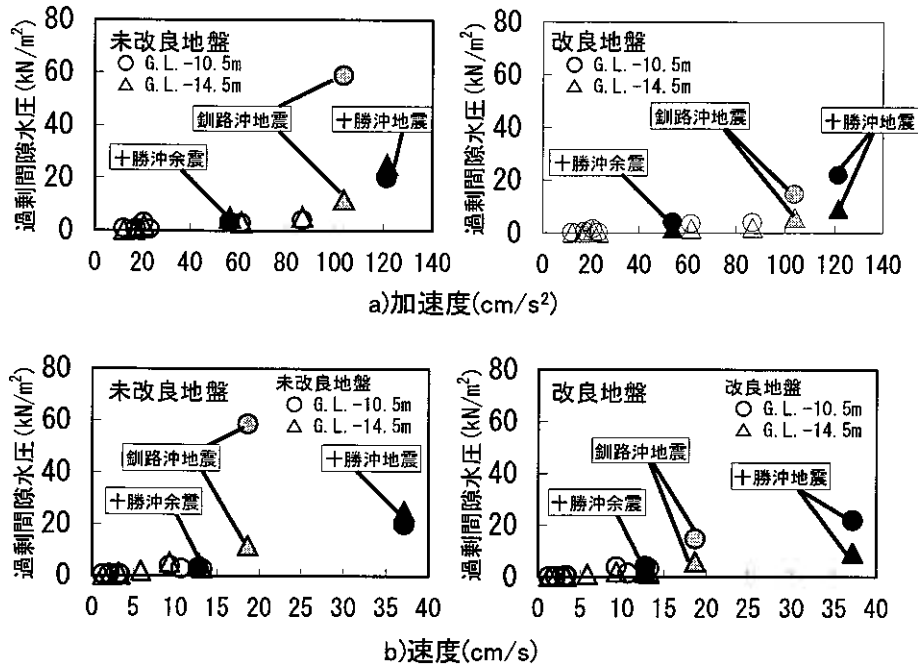 過剰間隙水圧(kN/m²)
80
60
40
20
0
未改良地盤
○ G.L.-10.5m
△ G.L.-14.5m
釧路沖地震
十勝沖地震
十勝沖余震
0 20 40 60 80 100 120 140
過剰間隙水圧(kN/m²)
80
60
40
20
0
改良地盤
○ G.L.-10.5m
△ G.L.-14.5m
釧路沖地震
十勝沖地震
十勝沖余震
0 20 40 60 80 100 120 140
a)加速度(cm/s²)
過剰間隙水圧(kN/m²)
80
60
40
20
0
未改良地盤
未改良地盤
○ G.L.-10.5m
△ G.L.-14.5m
釧路沖地震
十勝沖地震
十勝沖余震
0 5 10 15 20 25 30 35 40
過剰間隙水圧(kN/m²)
80
60
40
20
0
改良地盤
改良地盤
○ G.L.-10.5m
△ G.L.-14.5m
釧路沖地震
十勝沖地震
十勝沖余震
0 5 10 15 20 25 30 35 40
b)速度(cm/s)